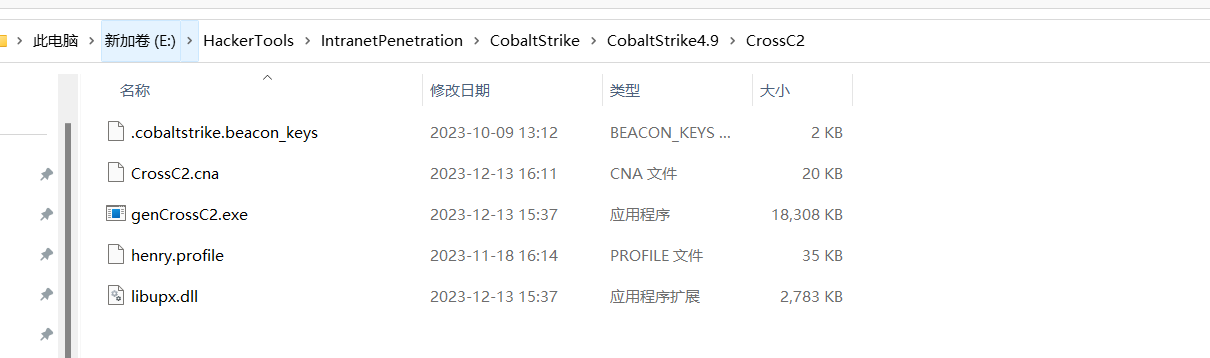 此电脑 > 新加卷 (E:) > HackerTools > IntranetPenetration > CobaltStrike > CobaltStrike4.9 > CrossC2
名称 修改日期 类型 大小
.cobaltstrike.beacon_keys 2023-10-09 13:12 BEACON_KEYS ... 2 KB
CrossC2.cna 2023-12-13 16:11 CNA 文件 20 KB
genCrossC2.exe 2023-12-13 15:37 应用程序 18,308 KB
henry.profile 2023-11-18 16:14 PROFILE 文件 35 KB
libupx.dll 2023-12-13 15:37 应用程序扩展 2,783 KB